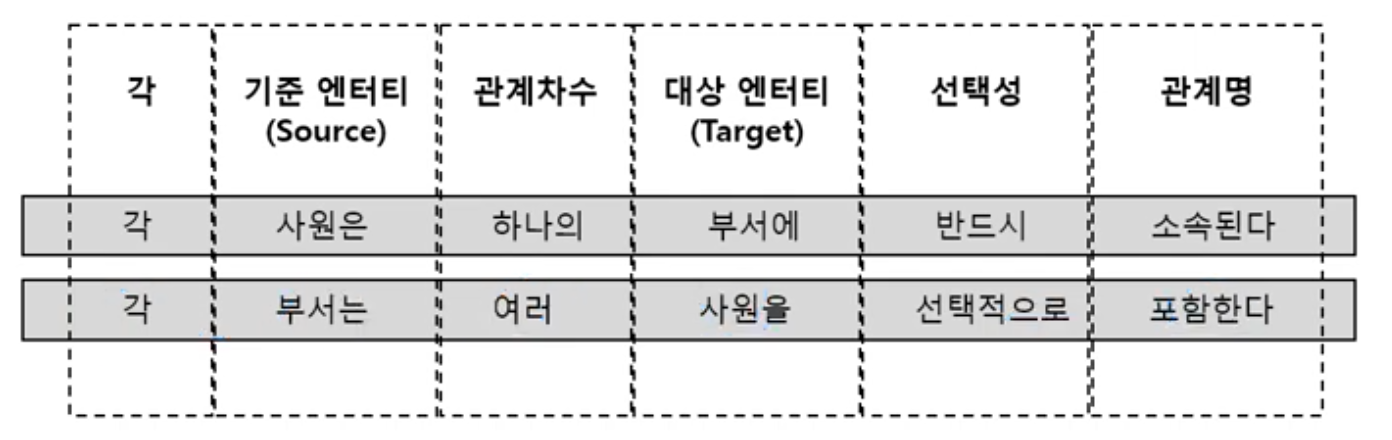 각 기준 엔터티 관계차수 대상 엔터티 선택성 관계명
(Source) (Target)
각 사원은 하나의 부서에 반드시 소속된다
각 부서는 여러 사원을 선택적으로 포함한다